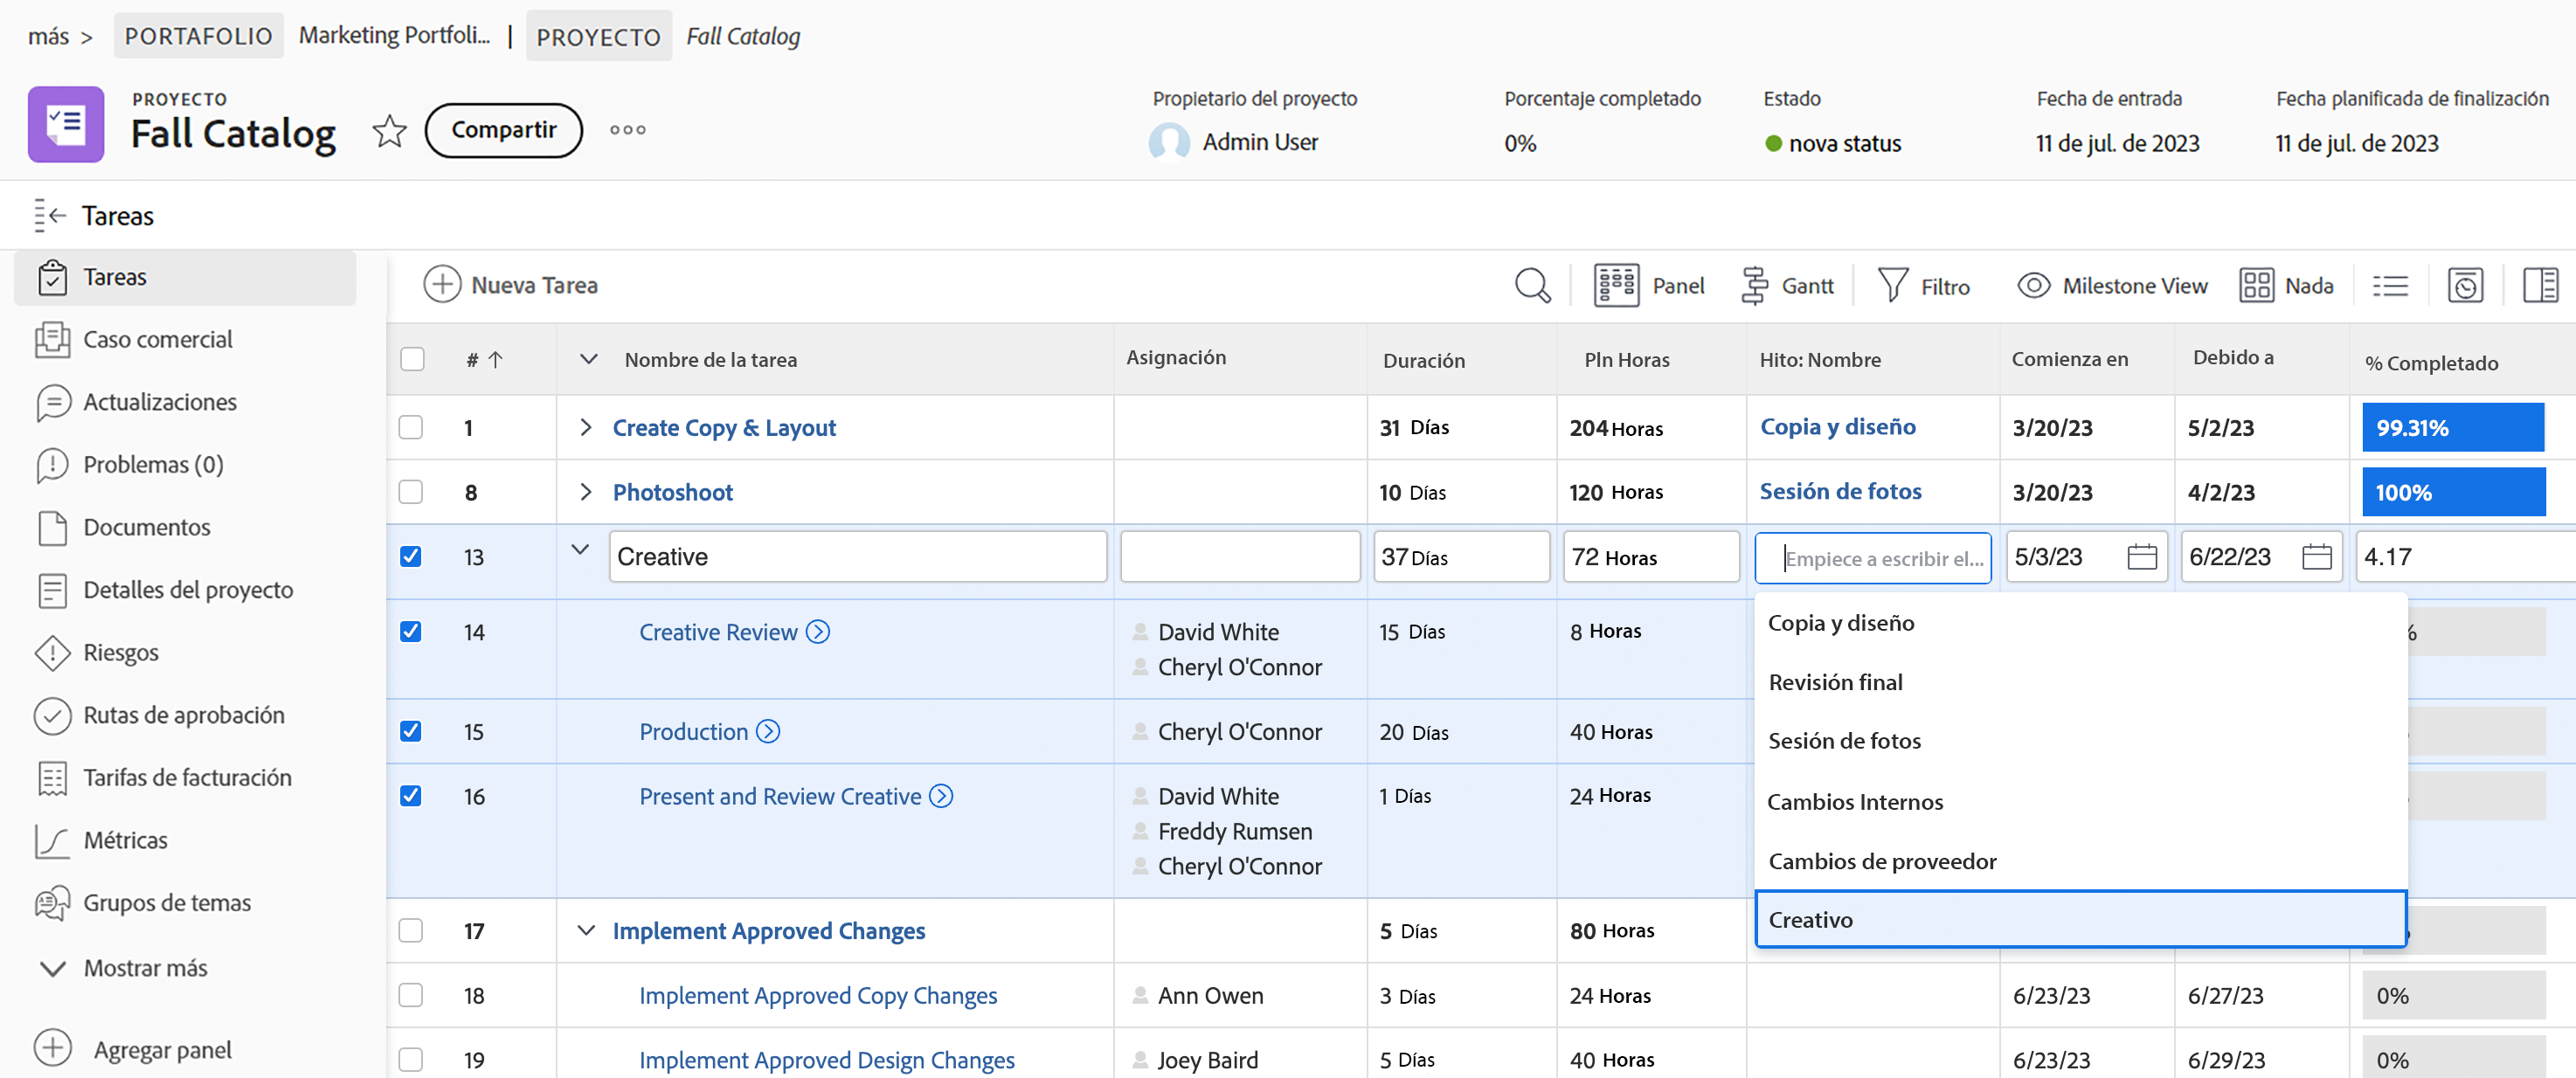 más > PORTAFOLIO Marketing Portfoli... | PROYECTO Fall Catalog
PROYECTO
Fall Catalog
Compartir
Propietario del proyecto
Admin User
Porcentaje completado
0%
Estado
nova status
Fecha de entrada
11 de jul. de 2023
Fecha planificada de finalización
11 de jul. de 2023
Tareas
Tareas
Caso comercial
Actualizaciones
Problemas (0)
Documentos
Detalles del proyecto
Riesgos
Rutas de aprobación
Tarifas de facturación
Métricas
Grupos de temas
Mostrar más
Agregar panel
Nueva Tarea Panel Gantt Filtro Milestone View Nada
# Nombre de la tarea Asignación Duración Pln Horas Hito: Nombre Comienza en Debido a % Completado
1 Create Copy & Layout 31 Días 204 Horas Copia y diseño 3/20/23 5/2/23 99.31%
8 Photoshoot 10 Días 120 Horas Sesión de fotos 3/20/23 4/2/23 100%
13 Creative 37 Días 72 Horas Empiece a escribir el... 5/3/23 6/22/23 4.17
14 Creative Review David White 15 Días 8 Horas %
Cheryl O'Connor
15 Production Cheryl O'Connor 20 Días 40 Horas
16 Present and Review Creative David White 1 Días 24 Horas
Freddy Rumsen
Cheryl O'Connor
Copia y diseño
Revisión final
Sesión de fotos
Cambios Internos
Cambios de proveedor
Creativo
17 Implement Approved Changes 5 Días 80 Horas
18 Implement Approved Copy Changes Ann Owen 3 Días 24 Horas 6/23/23 6/27/23 0%
19 Implement Approved Design Changes Joey Baird 5 Días 40 Horas 6/23/23 6/29/23 0%